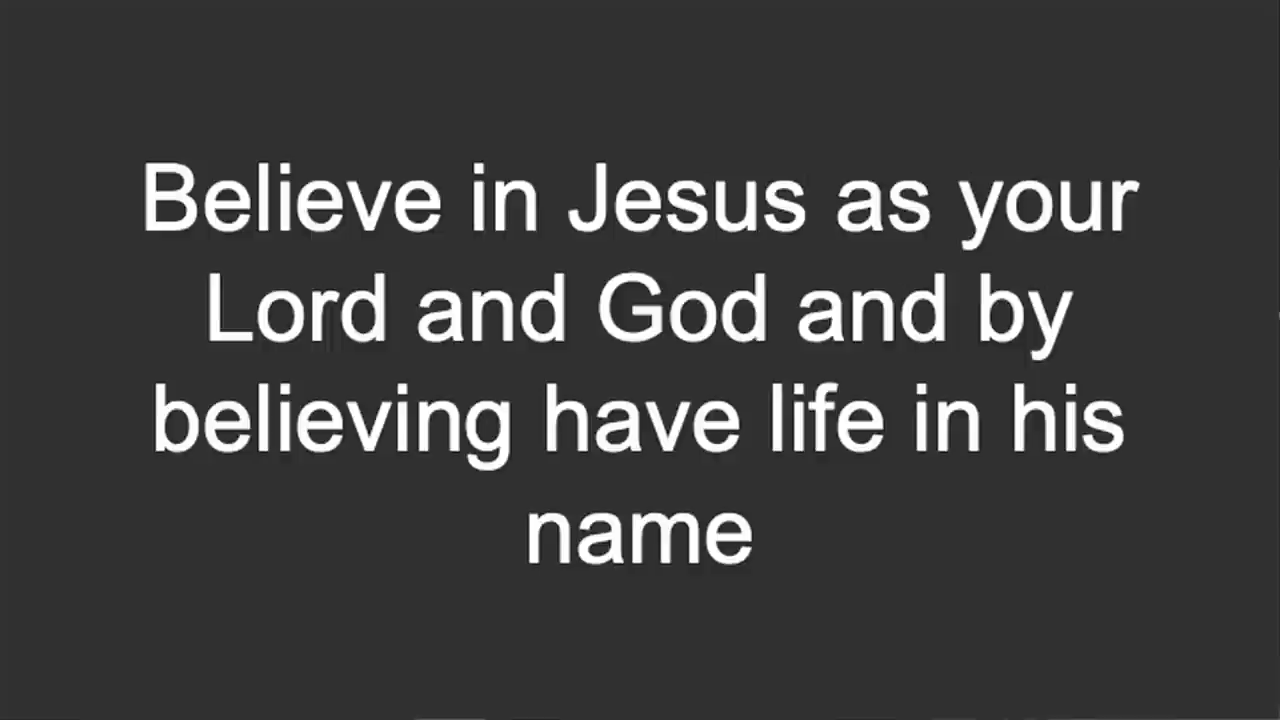 Believe in Jesus as your
Lord and God and by
believing have life in his
name